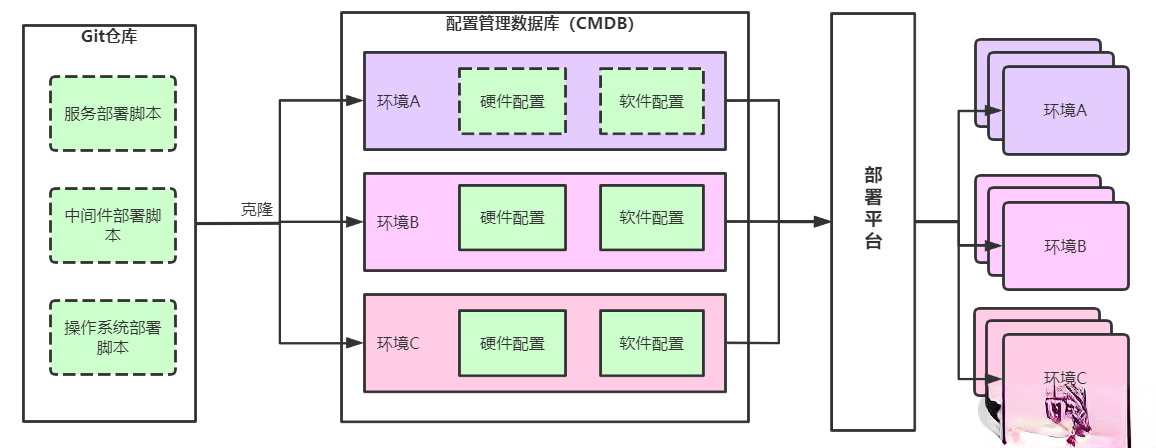 Git仓库
服务部署脚本
中间件部署脚
本
操作系统部署
脚本
克隆
配置管理数据库（CMDB）
环境A
硬件配置
软件配置
环境B
硬件配置
软件配置
环境C
硬件配置
软件配置
部
署
平
台
环境A
环境B
环境C